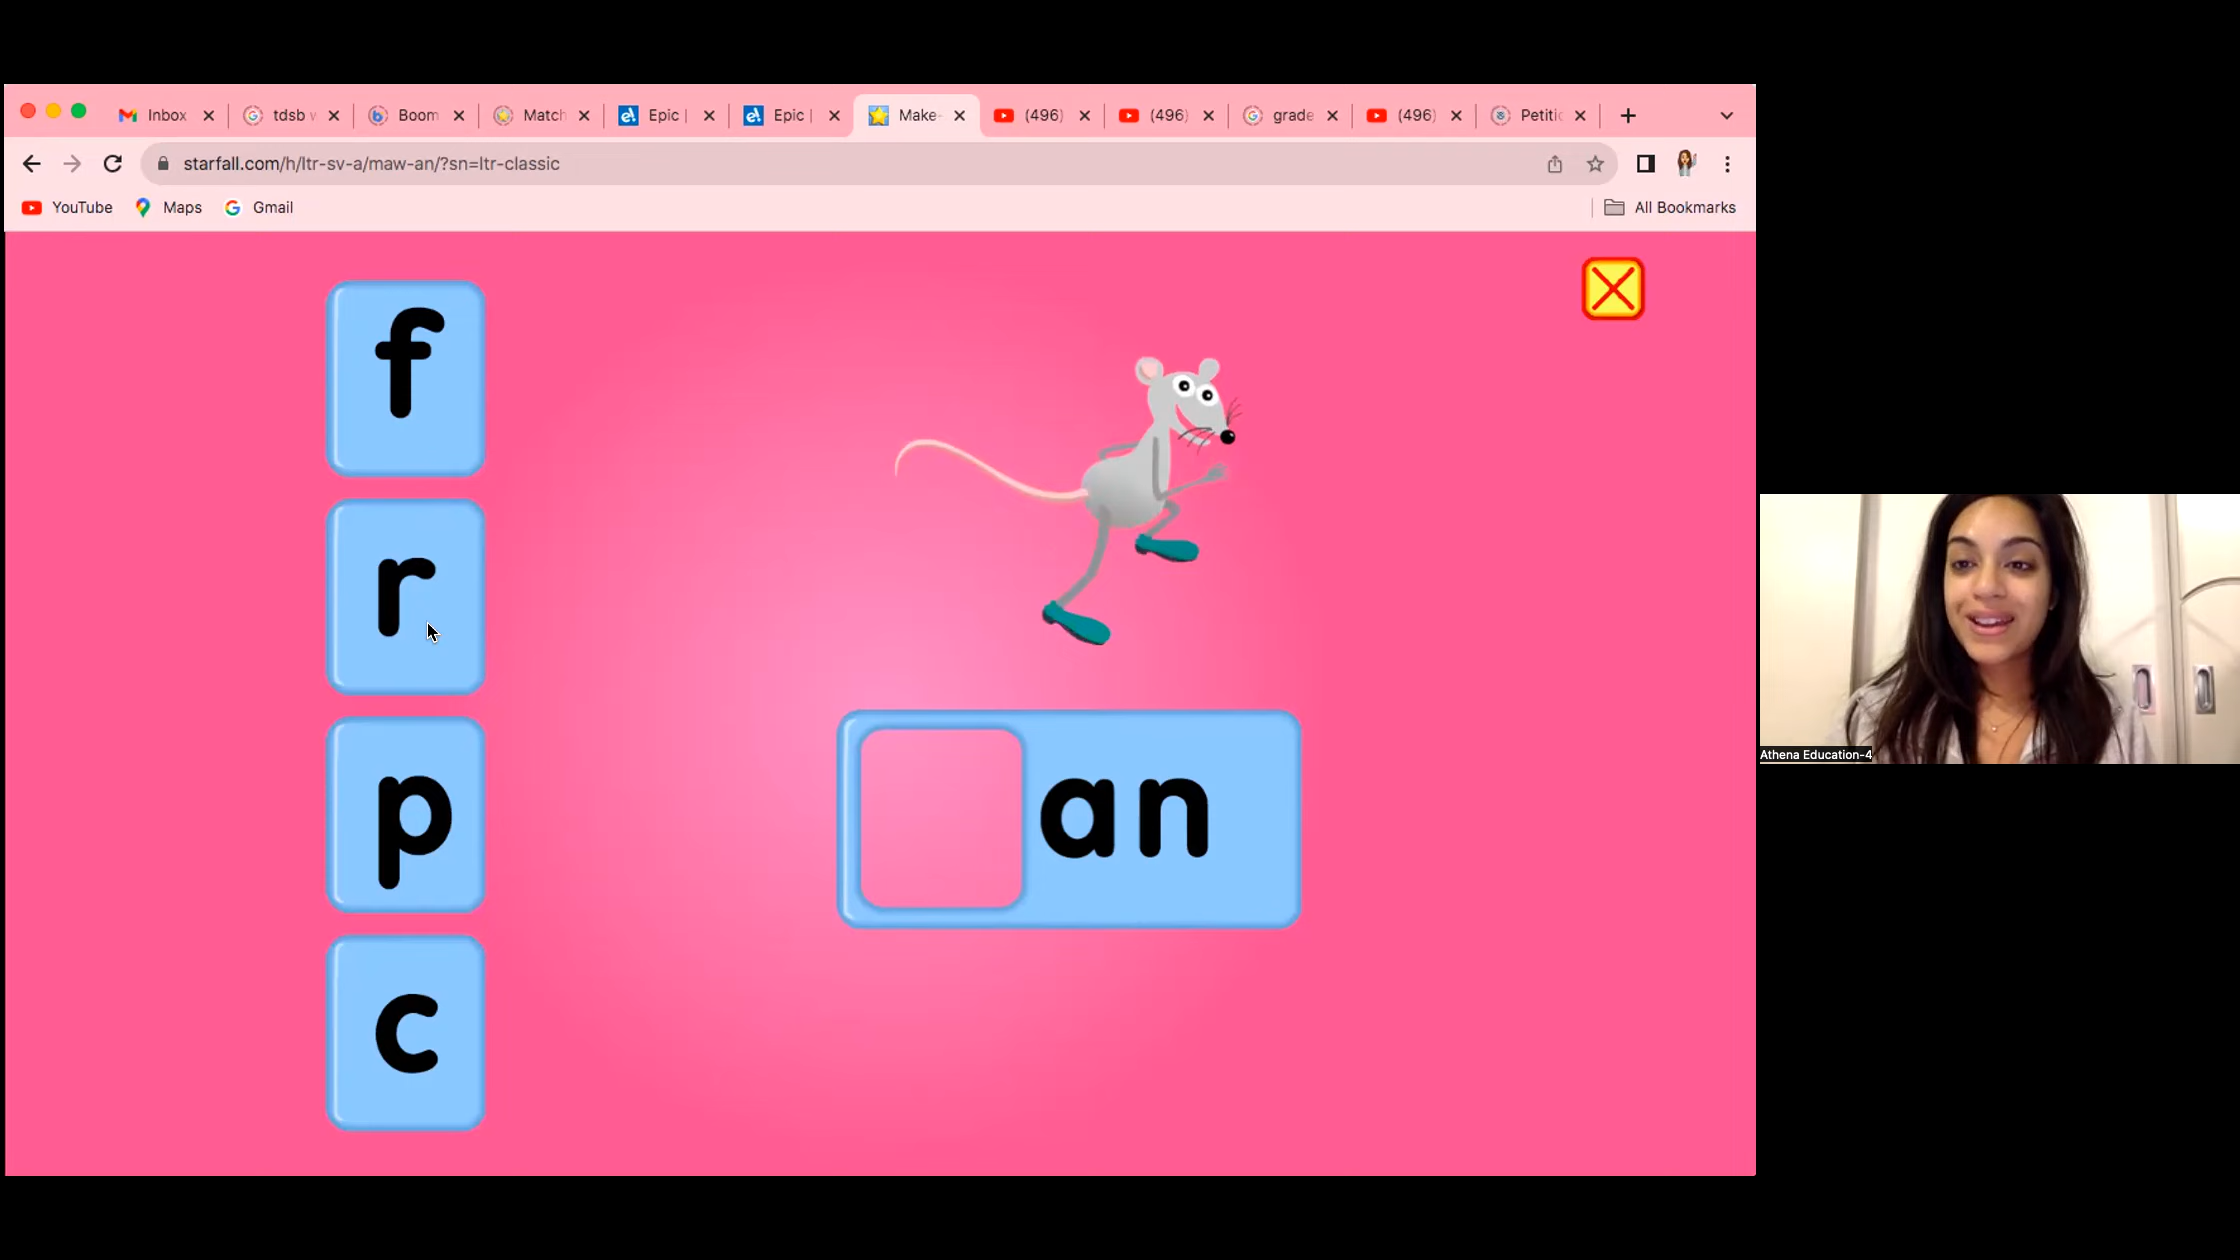 Inbox
tdsb w
Boom
Match
Epic |
Epic |
Make-
(496)
(496)
grade
(496)
Petitic
starfall.com/h/ltr-sv-a/maw-an/?sn=ltr-classic
YouTube
Maps
Gmail
All Bookmarks
f
r
p
c
an
Athena Education-4